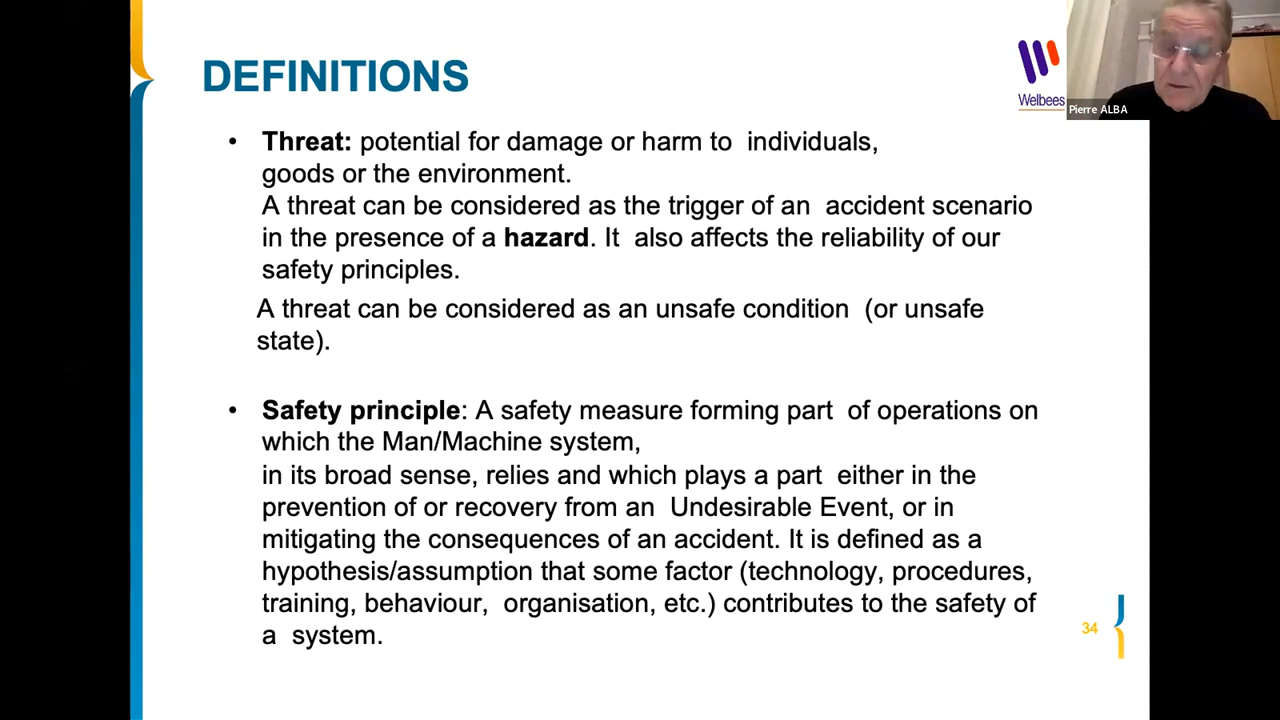 DEFINITIONS
Welbees
Pierre ALBA
• Threat: potential for damage or harm to individuals,
goods or the environment.
A threat can be considered as the trigger of an accident scenario
in the presence of a hazard. It also affects the reliability of our
safety principles.
A threat can be considered as an unsafe condition (or unsafe
state).
• Safety principle: A safety measure forming part of operations on
which the Man/Machine system,
in its broad sense, relies and which plays a part either in the
prevention of or recovery from an Undesirable Event, or in
mitigating the consequences of an accident. It is defined as a
hypothesis/assumption that some factor (technology, procedures,
training, behaviour, organisation, etc.) contributes to the safety of
a system.
34